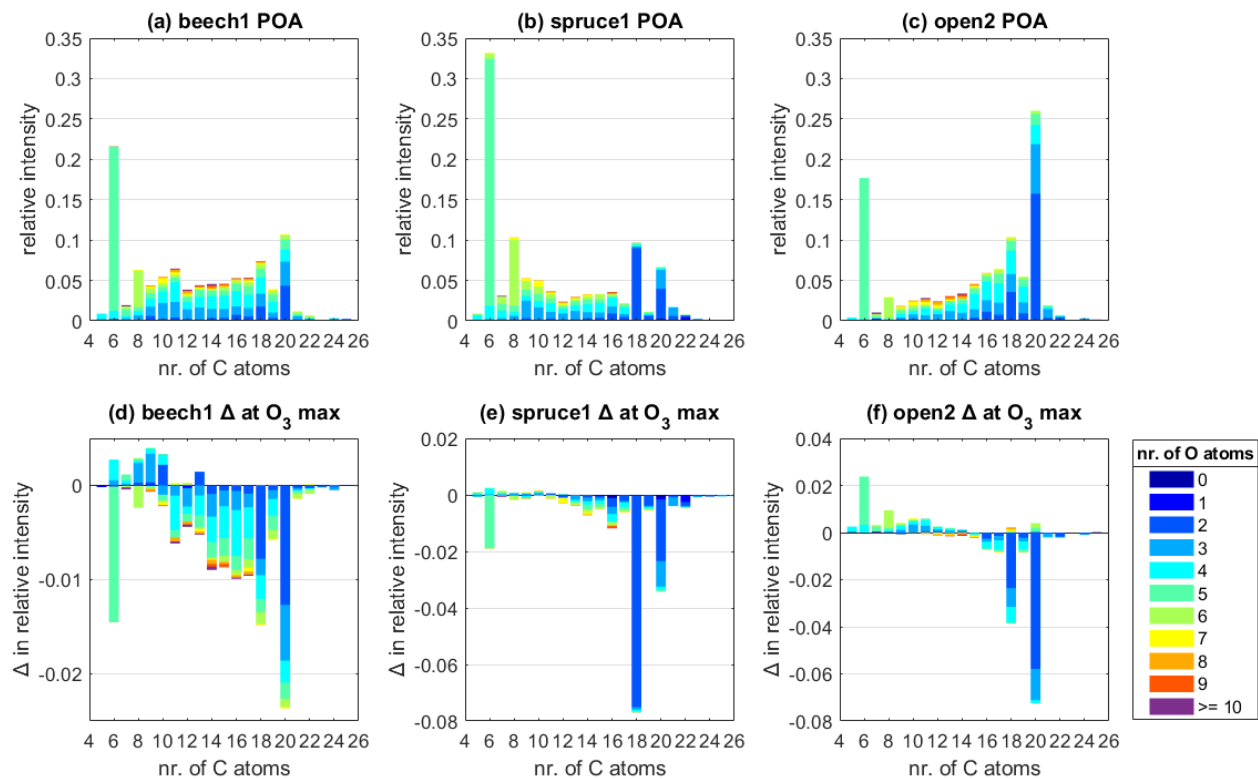 (a) beech1 POA
(b) spruce1 POA
(c) open2 POA
0.35
0.3
0.25
0.2
0.15
0.1
0.05
0
relative intensity
4 6 8 10 12 14 16 18 20 22 24 26
nr. of C atoms
0.35
0.3
0.25
0.2
0.15
0.1
0.05
0
relative intensity
4 6 8 10 12 14 16 18 20 22 24 26
nr. of C atoms
0.35
0.3
0.25
0.2
0.15
0.1
0.05
0
relative intensity
4 6 8 10 12 14 16 18 20 22 24 26
nr. of C atoms
(d) beech1 Δ at O₃ max
(e) spruce1 Δ at O₃ max
(f) open2 Δ at O₃ max
0
-0.01
-0.02
Δ in relative intensity
4 6 8 10 12 14 16 18 20 22 24 26
nr. of C atoms
0.02
0
-0.02
-0.04
-0.06
-0.08
Δ in relative intensity
4 6 8 10 12 14 16 18 20 22 24 26
nr. of C atoms
0.04
0.02
0
-0.02
-0.04
-0.06
-0.08
Δ in relative intensity
4 6 8 10 12 14 16 18 20 22 24 26
nr. of C atoms
nr. of O atoms
0
1
2
3
4
5
6
7
8
9
>= 10